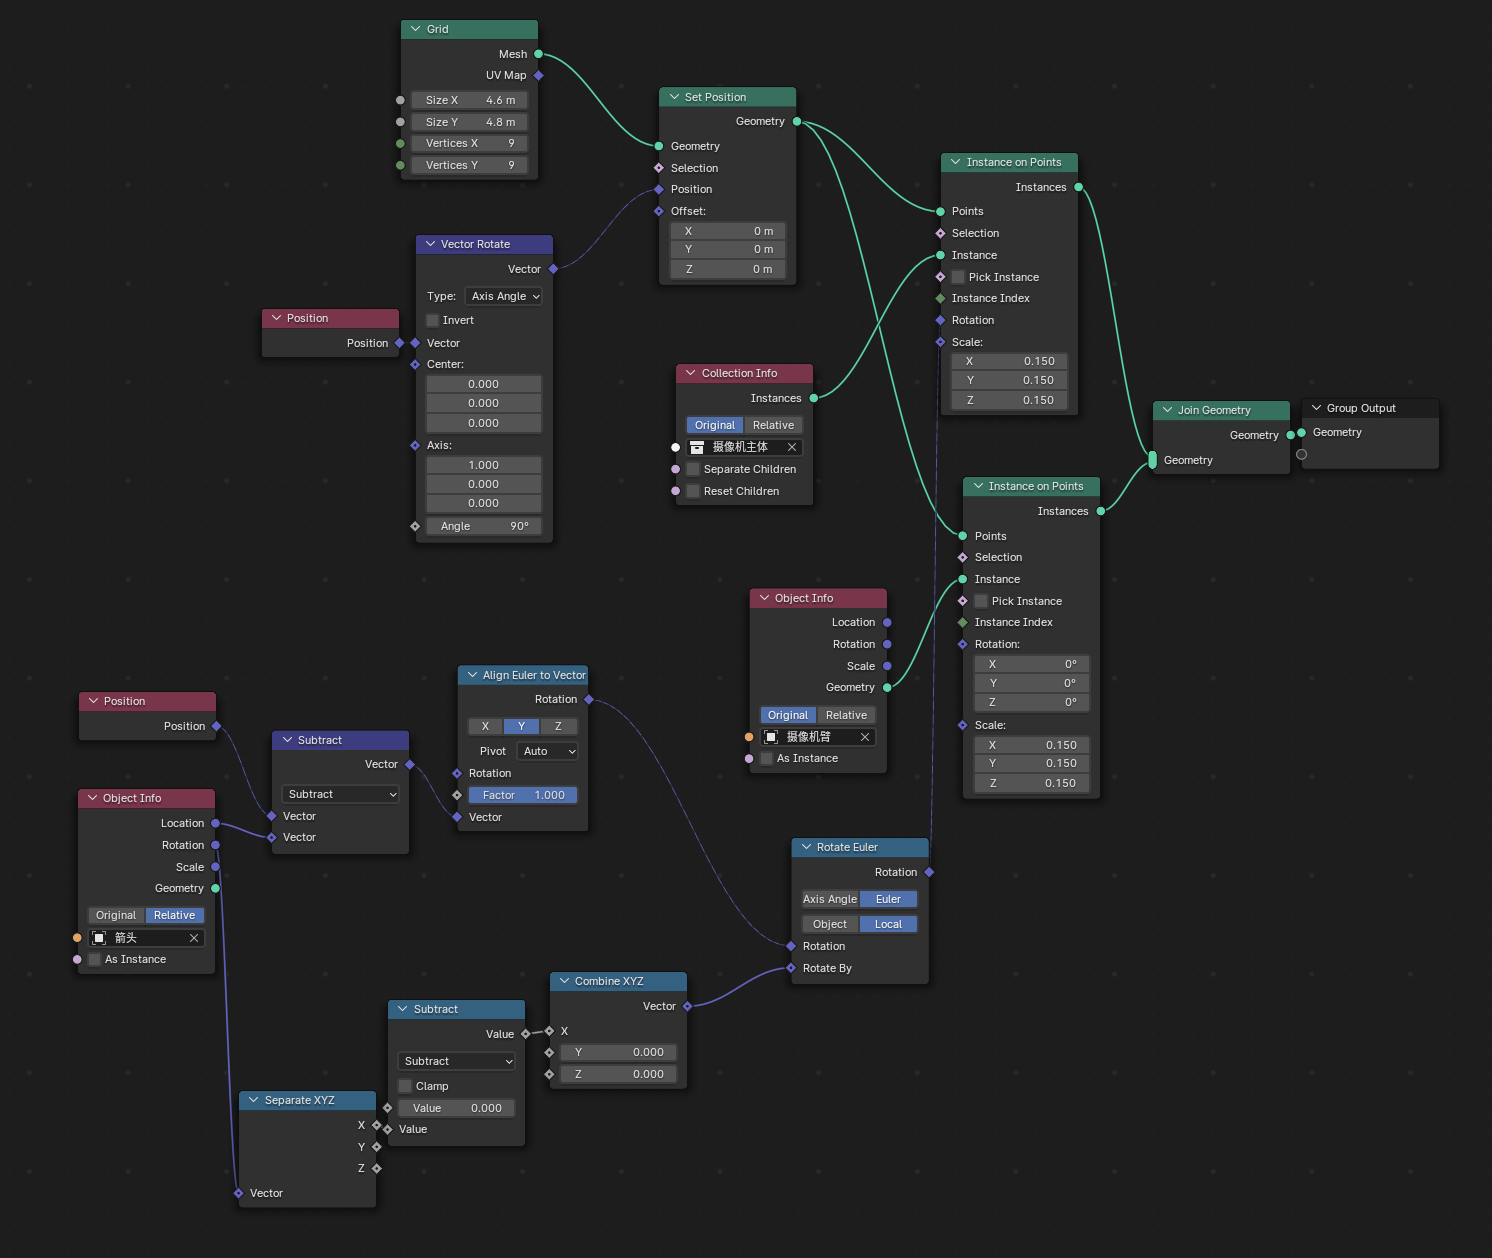 Grid
Mesh
UV Map
Size X 4.6 m
Size Y 4.8 m
Vertices X 9
Vertices Y 9
Set Position
Geometry
Geometry
Selection
Position
Offset:
X 0 m
Y 0 m
Z 0 m
Instance on Points
Instances
Points
Selection
Instance
Pick Instance
Instance Index
Rotation
Scale:
X 0.150
Y 0.150
Z 0.150
Vector Rotate
Vector
Type: Axis Angle
Invert
Vector
Center:
0.000
0.000
0.000
Axis:
1.000
0.000
0.000
Angle 90°
Position
Position
Collection Info
Instances
Original Relative
摄像机主体
Separate Children
Reset Children
Join Geometry
Geometry
Geometry
Group Output
Geometry
Instance on Points
Instances
Points
Selection
Instance
Pick Instance
Instance Index
Rotation:
X 0°
Y 0°
Z 0°
Scale:
X 0.150
Y 0.150
Z 0.150
Object Info
Location
Rotation
Scale
Geometry
Original Relative
摄像机臂
As Instance
Position
Position
Subtract
Vector
Subtract
Vector
Vector
Align Euler to Vector
Rotation
X Y Z
Pivot Auto
Rotation
Factor 1.000
Vector
Object Info
Location
Rotation
Scale
Geometry
Original Relative
箭头
As Instance
Rotate Euler
Rotation
Axis Angle Euler
Object Local
Rotation
Rotate By
Combine XYZ
Vector
X
Y 0.000
Z 0.000
Subtract
Value
Subtract
Clamp
Value 0.000
Value
Separate XYZ
X
Y
Z
Vector